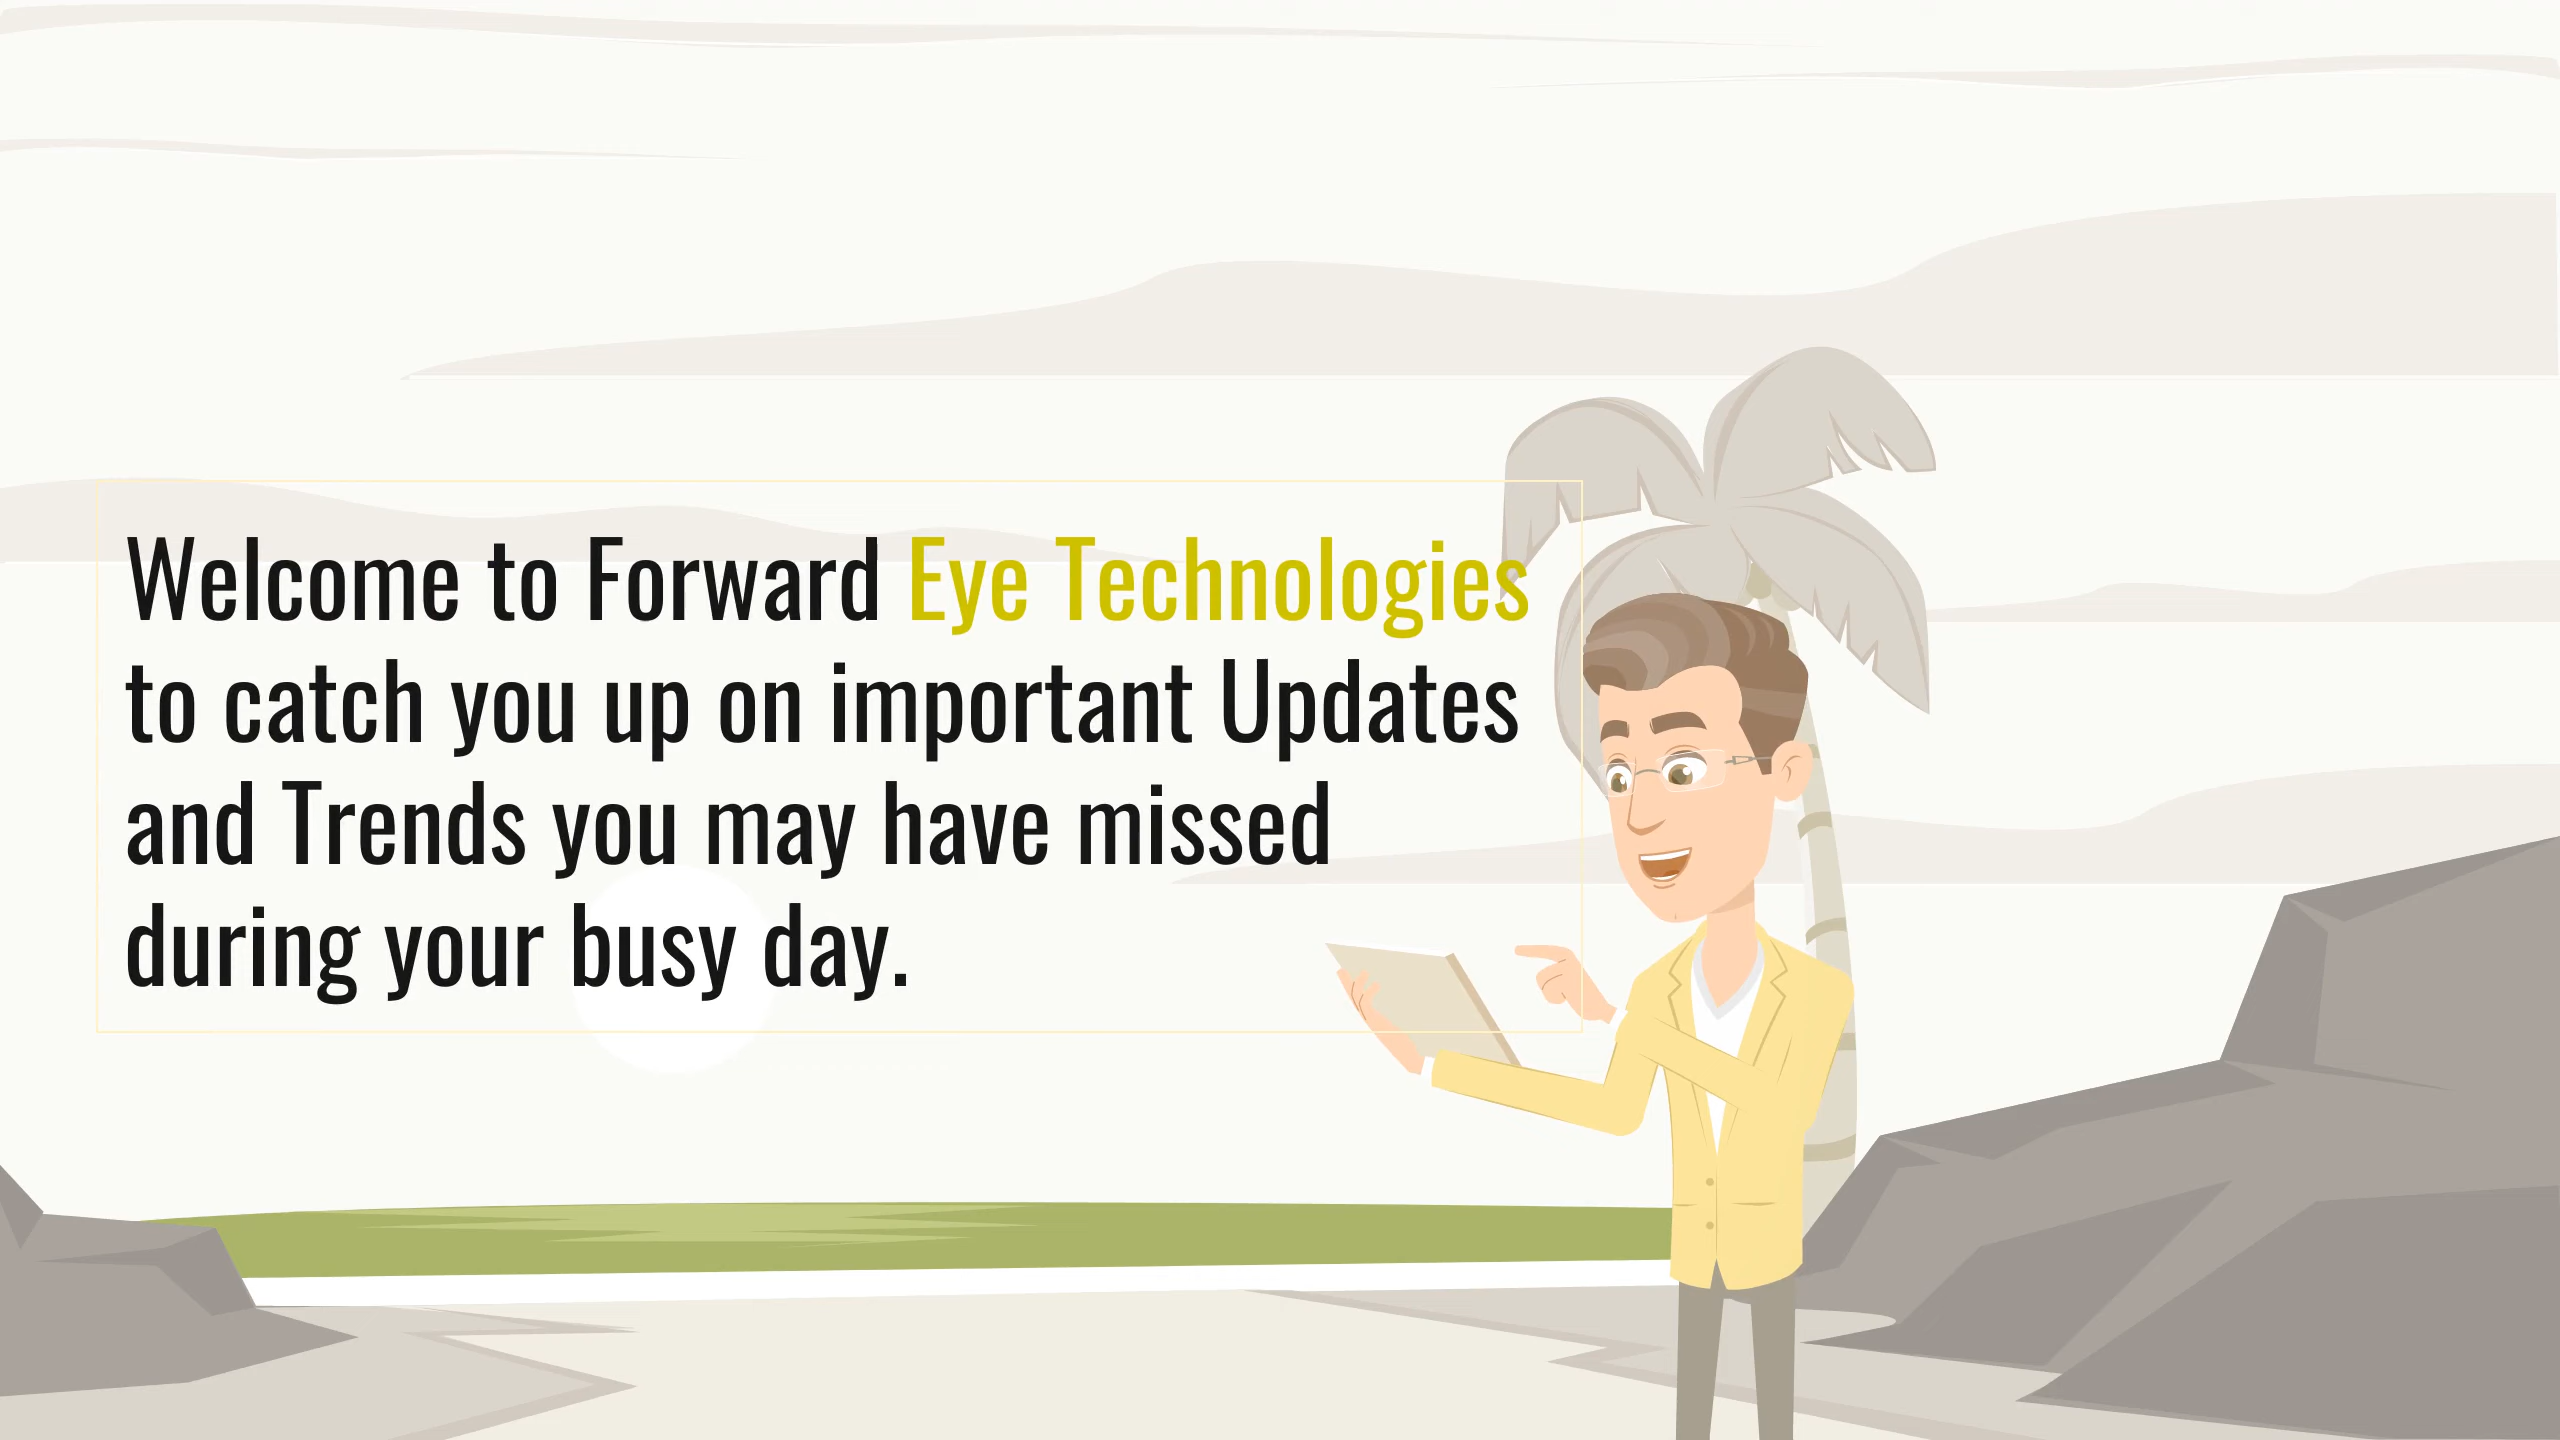 Welcome to Forward Eye Technologies
to catch you up on important Updates
and Trends you may have missed
during your busy day.